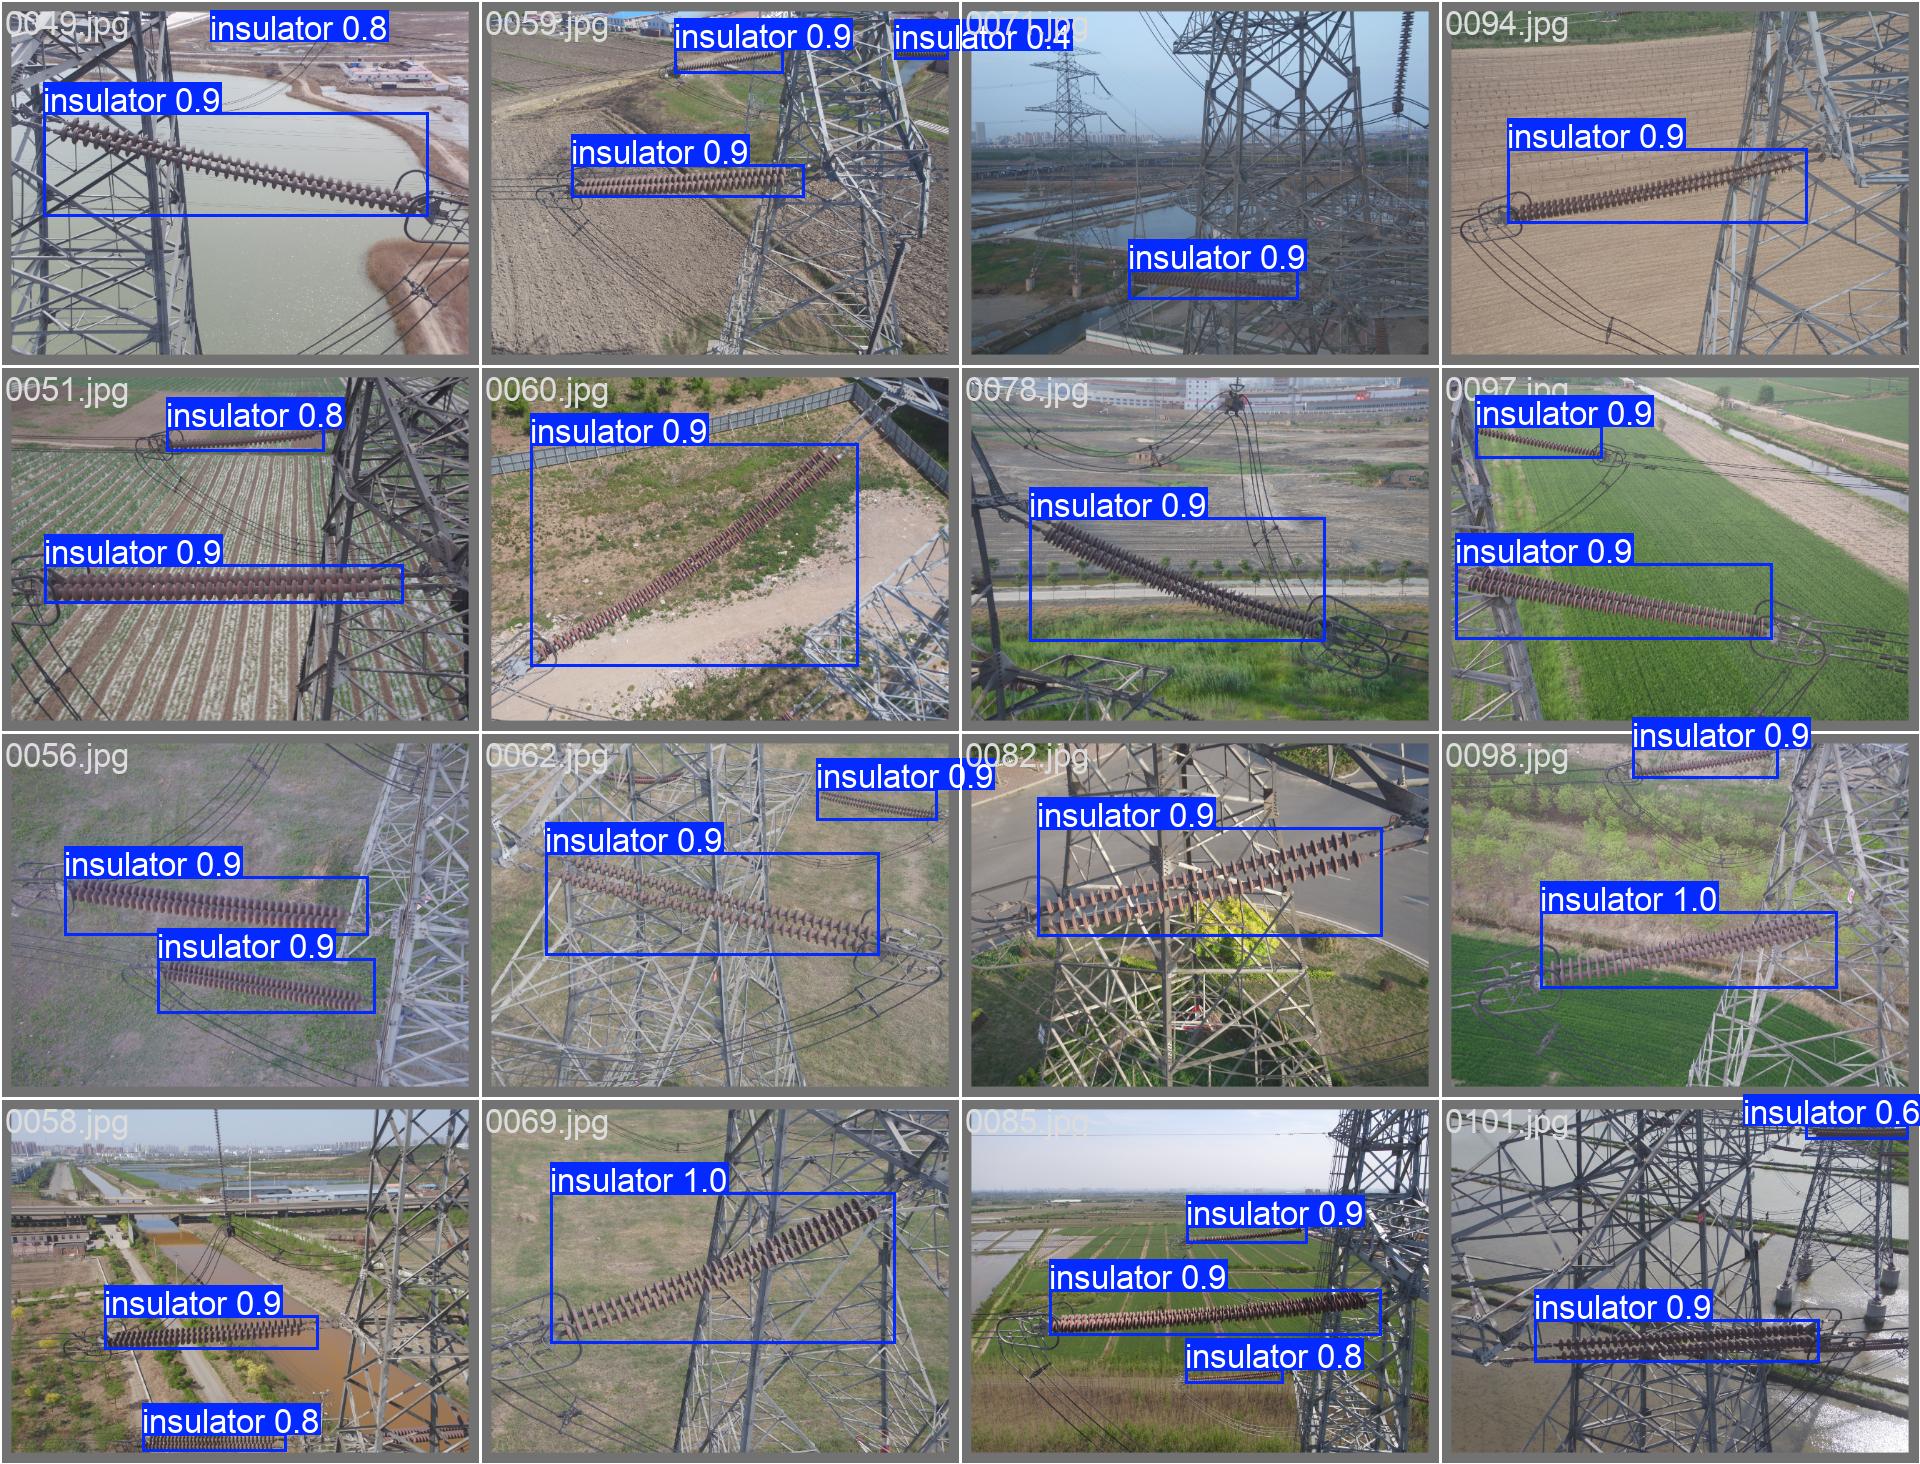 0049.jpg
insulator 0.8
insulator 0.9
0059.jpg
insulator 0.9
insulator 0.4
insulator 0.9
0071.jpg
insulator 0.9
0094.jpg
insulator 0.9
0051.jpg
insulator 0.8
insulator 0.9
0060.jpg
insulator 0.9
0078.jpg
insulator 0.9
0097.jpg
insulator 0.9
insulator 0.9
0056.jpg
insulator 0.9
insulator 0.9
0062.jpg
insulator 0.9
insulator 0.9
0082.jpg
insulator 0.9
0098.jpg
insulator 0.9
insulator 1.0
0058.jpg
insulator 0.9
insulator 0.8
0069.jpg
insulator 1.0
0085.jpg
insulator 0.9
insulator 0.9
insulator 0.8
0101.jpg
insulator 0.6
insulator 0.9